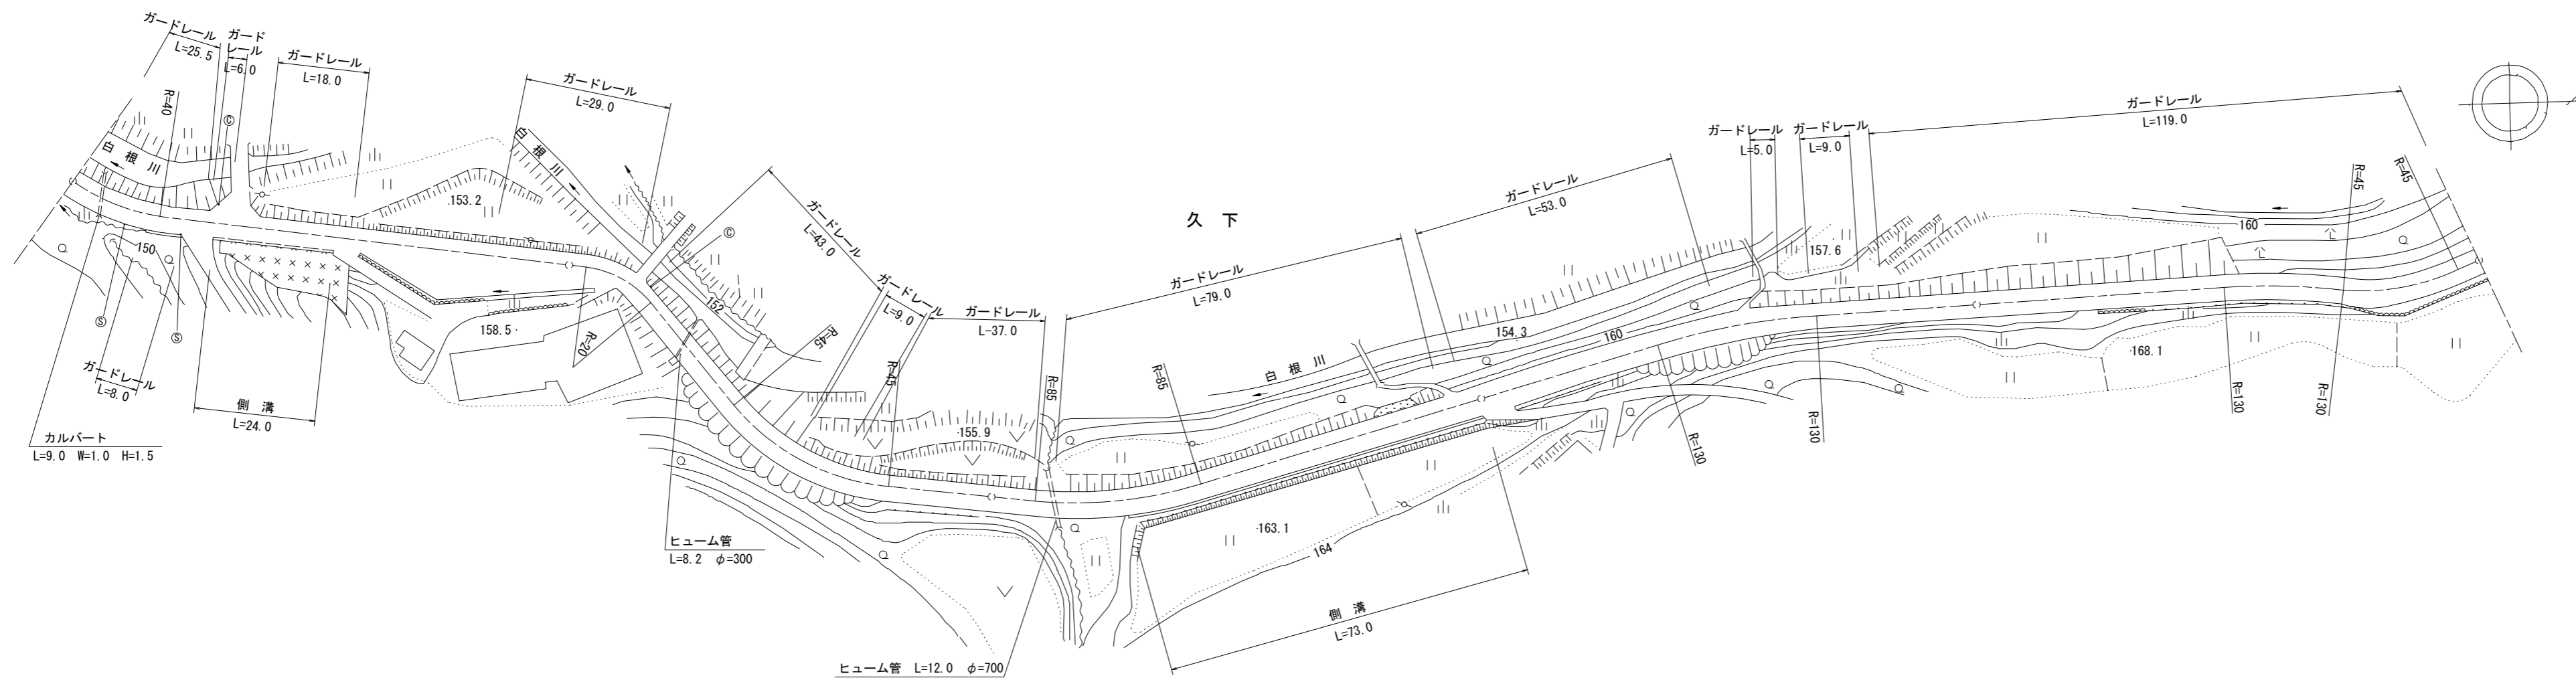 ガードレール
L=25.5
ガード
レール
L=6.0
ガードレール
L=18.0
R=40
Ⓒ
白根川
ガードレール
L=29.0
白根川
153.2
150
Ⓢ
Ⓢ
ガードレール
L=8.0
側溝
L=24.0
カルバート
L=9.0 W=1.0 H=1.5
158.5
R=20
Ⓒ
152
ガードレール
L=43.0
R=45
ヒューム管
L=8.2 φ=300
ガードレール
L=9.0
R=45
ガードレール
L-37.0
155.9
R=85
ヒューム管 L=12.0 φ=700
久下
ガードレール
L=79.0
R=85
白根川
163.1
164
側溝
L=73.0
ガードレール
L=53.0
154.3
160
R=130
ガードレール
L=5.0
ガードレール
L=9.0
157.6
R=130
ガードレール
L=119.0
160
168.1
R=130
R=45
R=130
R=45